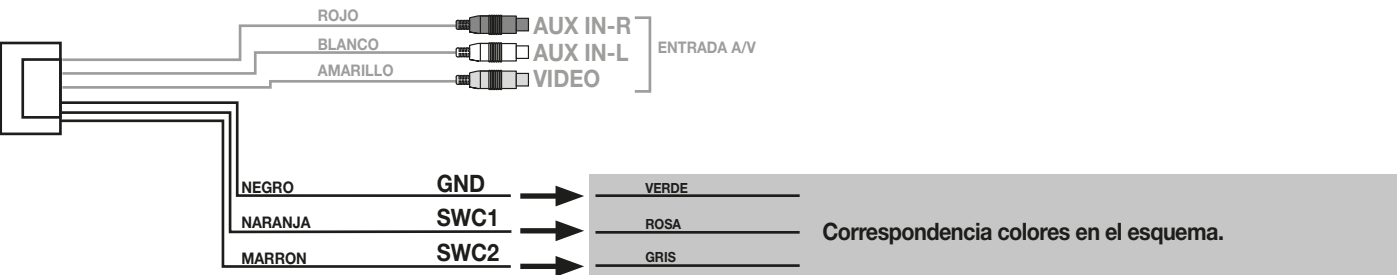 ROJO AUX IN-R
BLANCO AUX IN-L ENTRADA A/V
AMARILLO VIDEO
NEGRO GND VERDE
NARANJA SWC1 ROSA Correspondencia colores en el esquema.
MARRON SWC2 GRIS